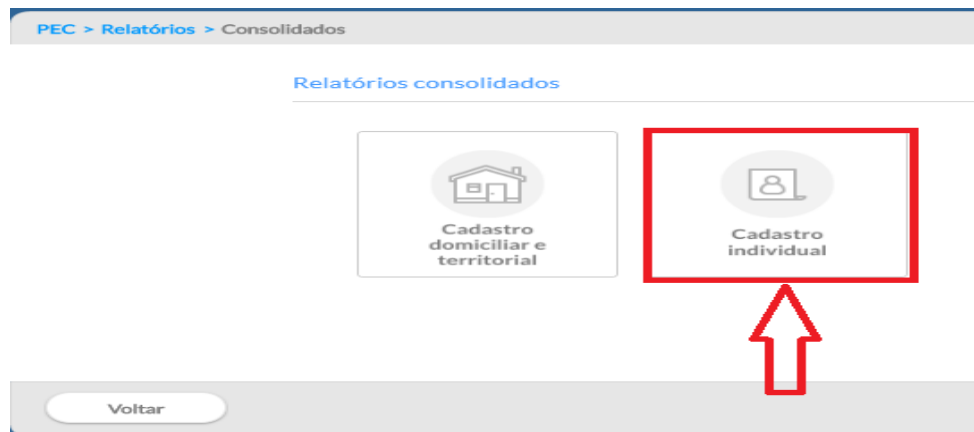 PEC > Relatórios > Consolidados
Relatórios consolidados
Cadastro
domiciliar e
territorial
Cadastro
individual
Voltar